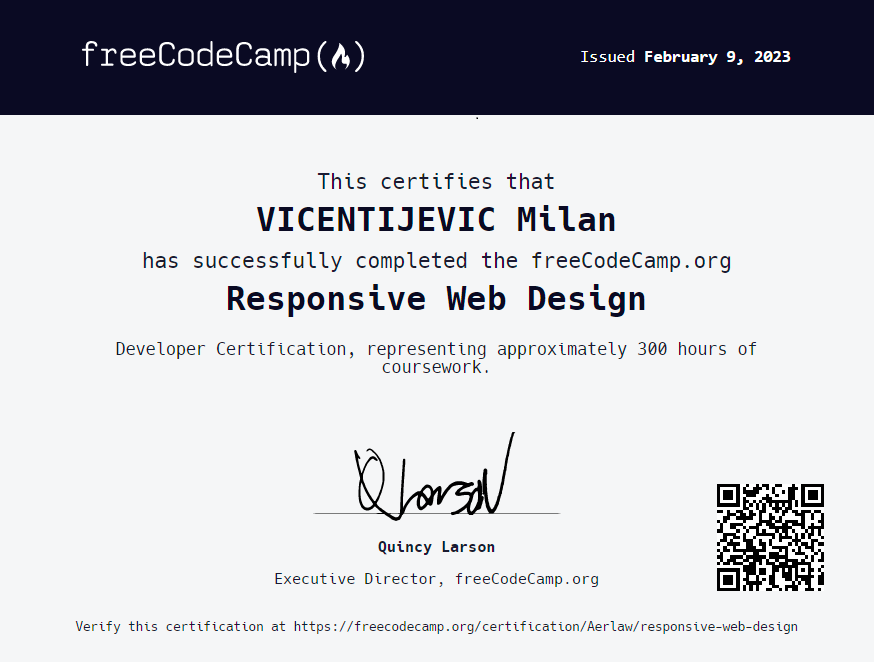 freeCodeCamp
Issued February 9, 2023
This certifies that
VICENTIJEVIC Milan
has successfully completed the freeCodeCamp.org
Responsive Web Design
Developer Certification, representing approximately 300 hours of
coursework.
QLarson
Quincy Larson
Executive Director, freeCodeCamp.org
Verify this certification at https://freecodecamp.org/certification/Aerlaw/responsive-web-design